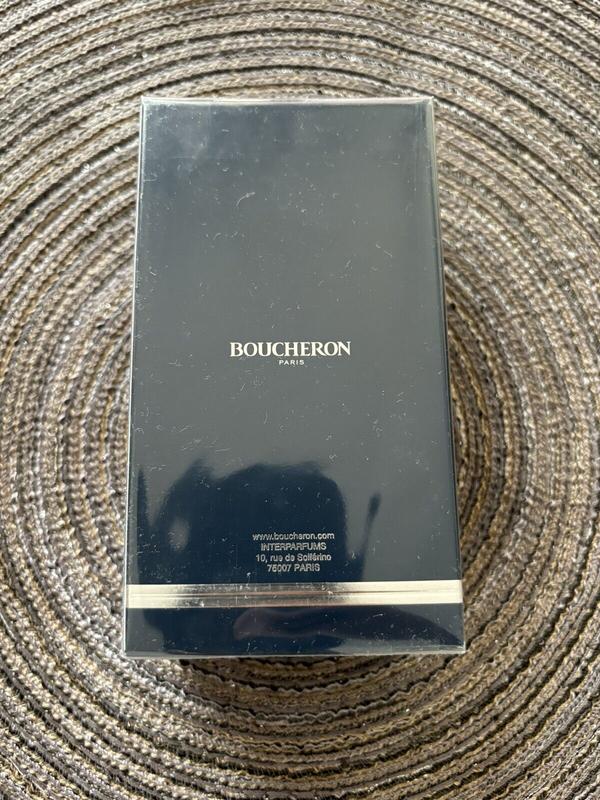 BOUCHERON
PARIS
www.boucheron.com
INTERPARFUMS
10, rue de Solférino
75007 PARIS